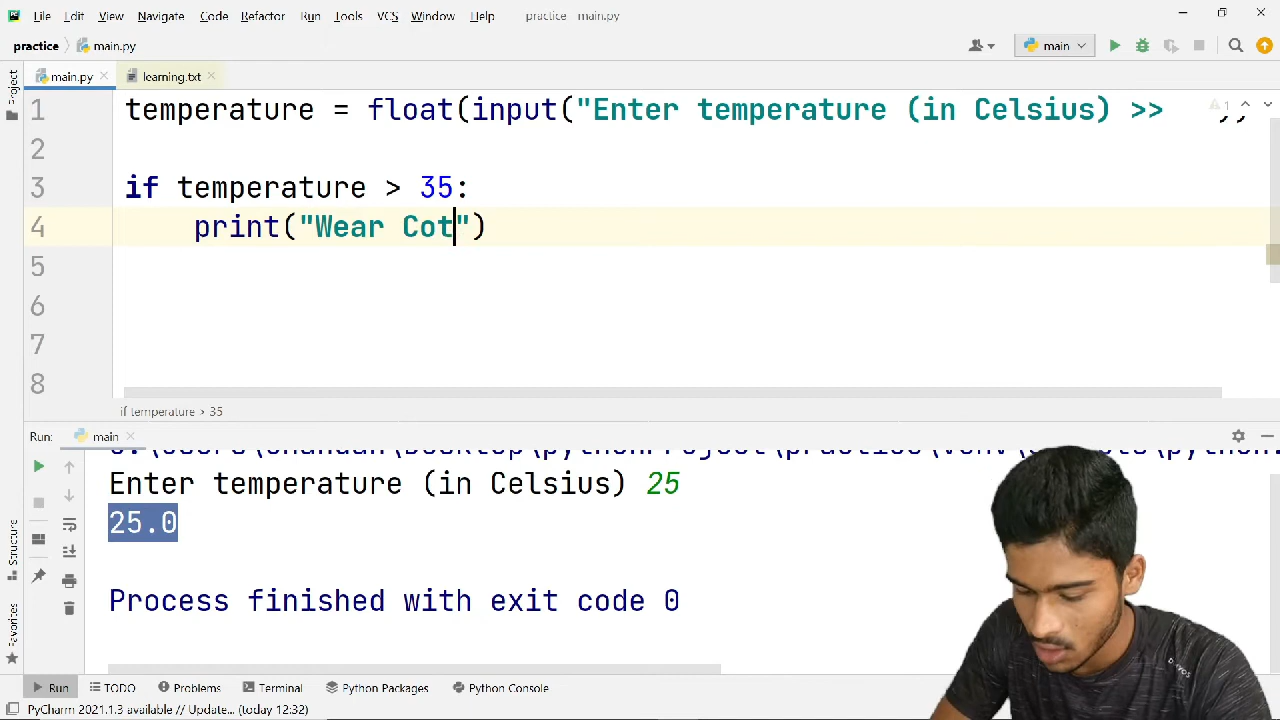 File Edit View Navigate Code Refactor Run Tools VCS Window Help practice - main.py
practice main.py main
main.py learning.txt
Project
1 temperature = float(input("Enter temperature (in Celsius) >> ))
1
2
3 if temperature > 35:
4 print("Wear Cot")
5
6
7
8
if temperature > 35
Run: main
Enter temperature (in Celsius) 25
25.0
Process finished with exit code 0
Structure
Favorites
Run TODO Problems Terminal Python Packages Python Console
PyCharm 2021.1.3 available // Update... (today 12:32)